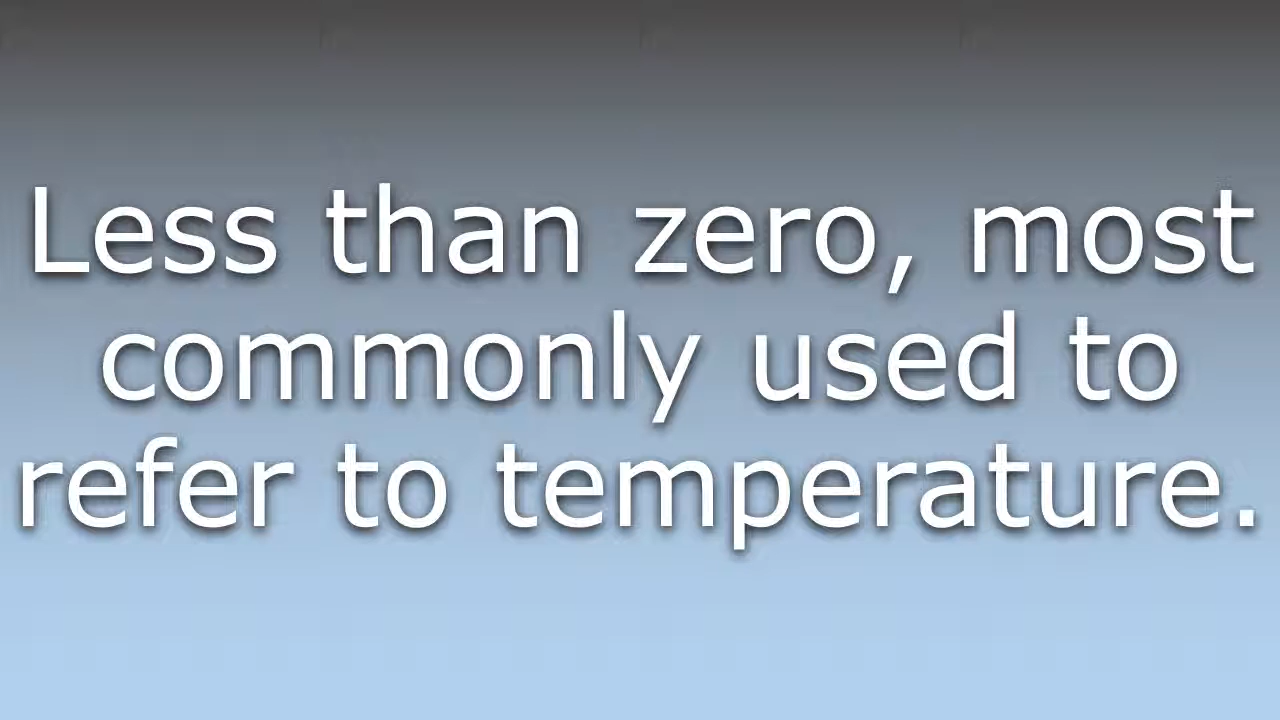 Less than zero, most
commonly used to
refer to temperature.